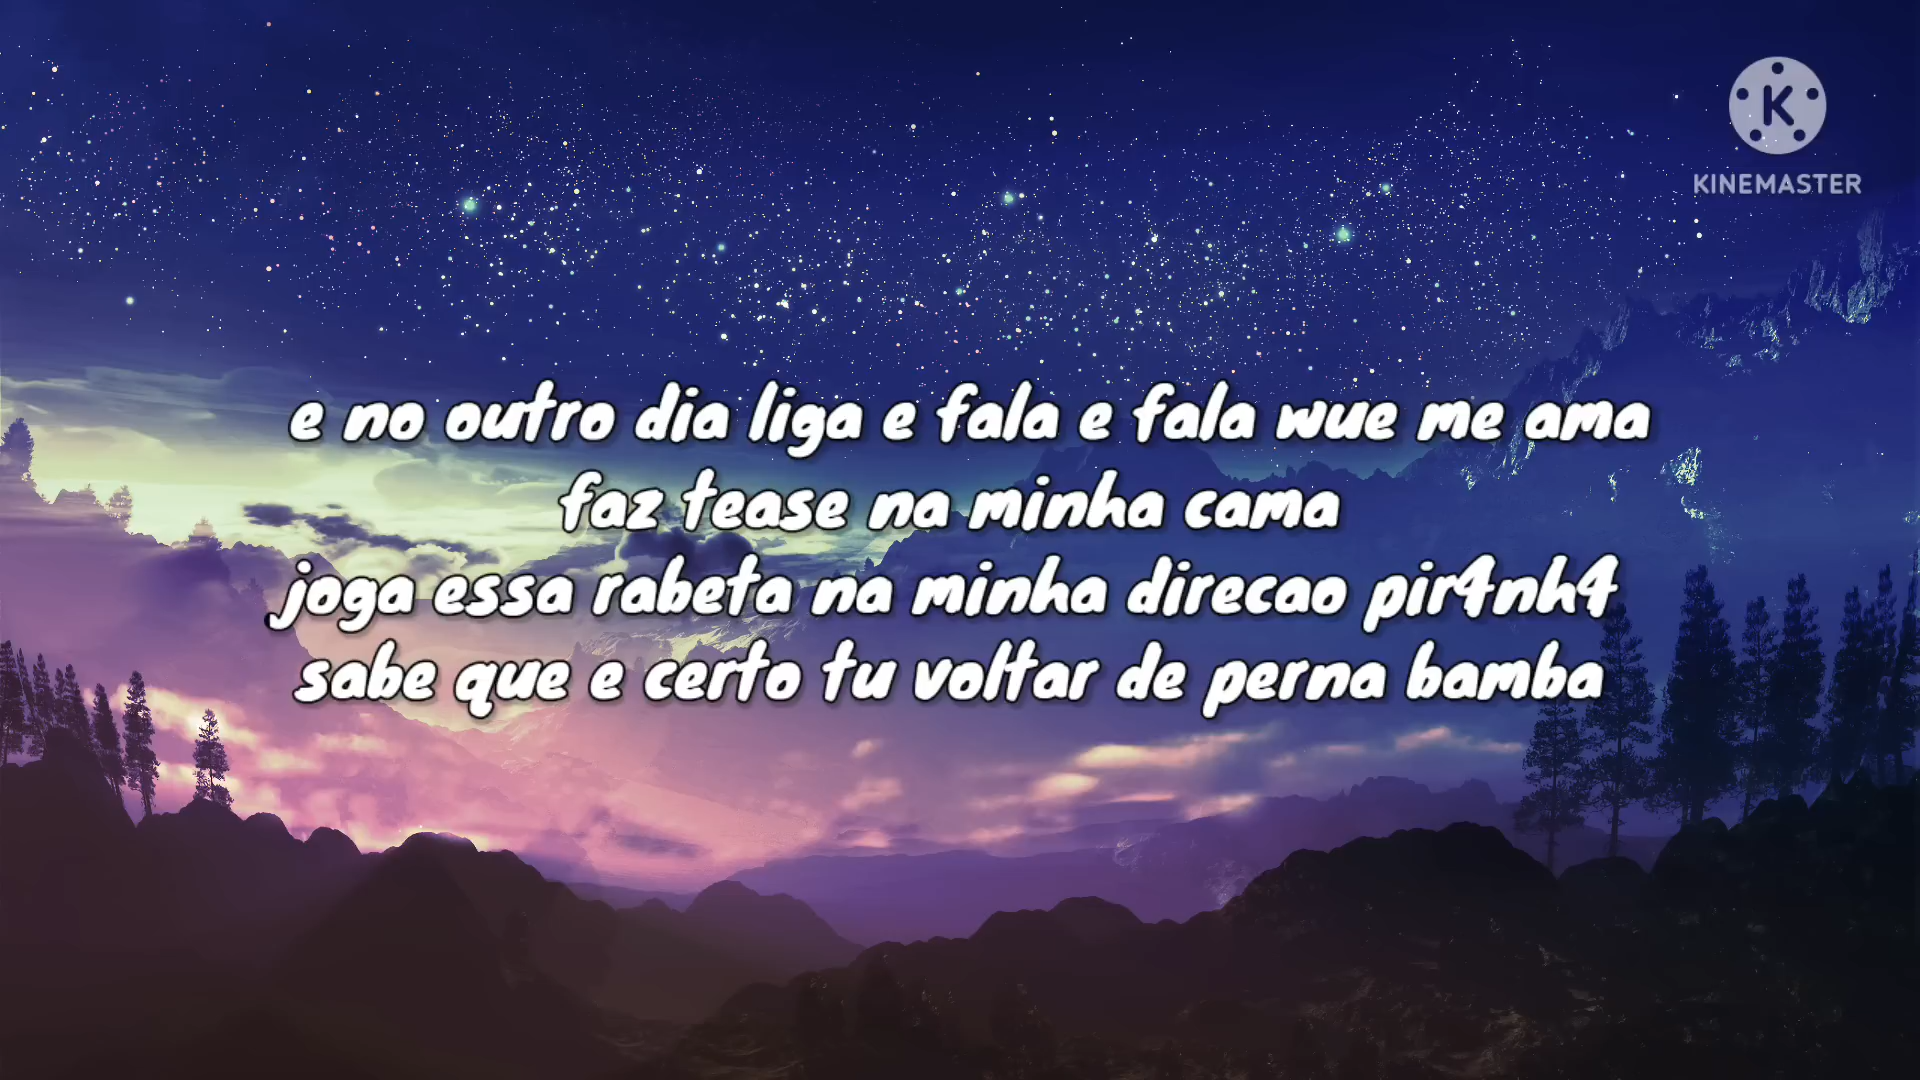 K
KINEMASTER
e no outro dia liga e fala e fala wue me ama
faz tease na minha cama
joga essa rabeta na minha direcao pir4nh4
sabe que e certo tu voltar de perna bamba